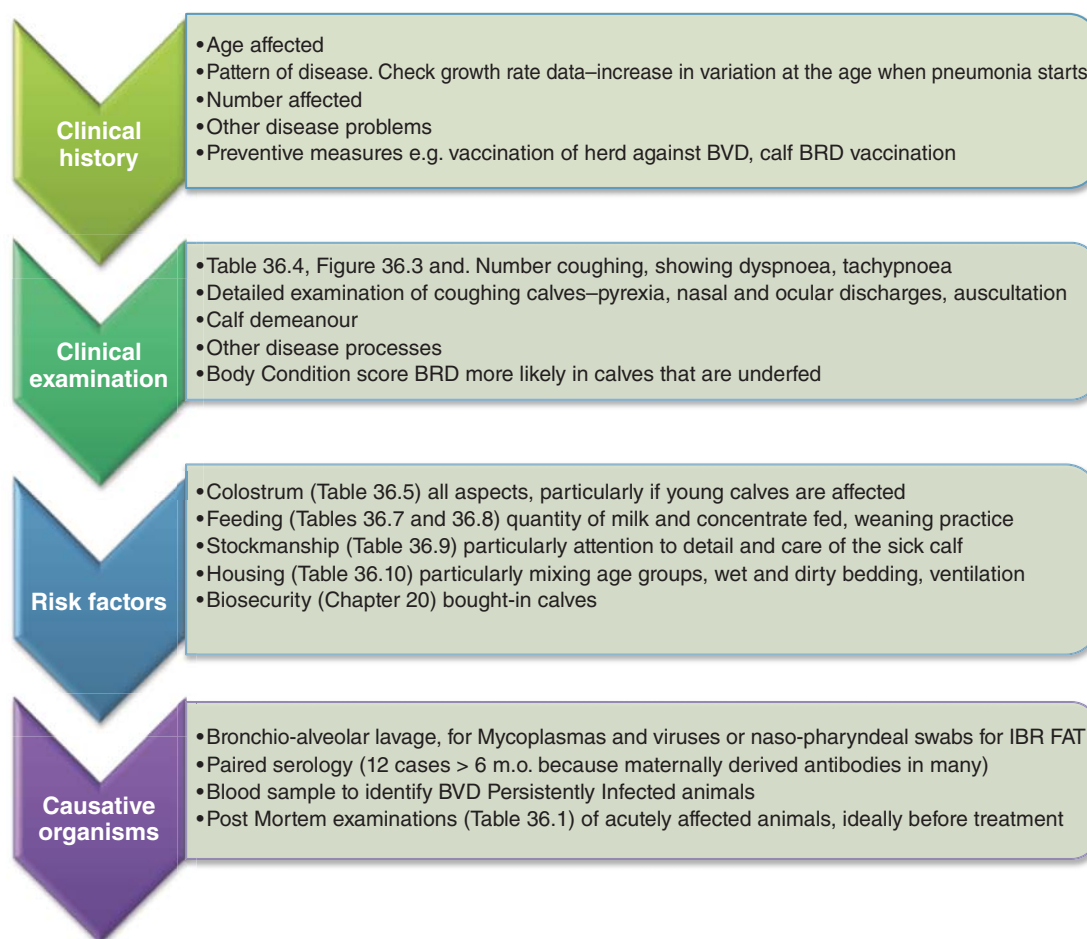 Clinical
history
•Age affected
•Pattern of disease. Check growth rate data–increase in variation at the age when pneumonia starts
•Number affected
•Other disease problems
•Preventive measures e.g. vaccination of herd against BVD, calf BRD vaccination
Clinical
examination
•Table 36.4, Figure 36.3 and. Number coughing, showing dyspnoea, tachypnoea
•Detailed examination of coughing calves–pyrexia, nasal and ocular discharges, auscultation
•Calf demeanour
•Other disease processes
•Body Condition score BRD more likely in calves that are underfed
Risk factors
•Colostrum (Table 36.5) all aspects, particularly if young calves are affected
•Feeding (Tables 36.7 and 36.8) quantity of milk and concentrate fed, weaning practice
•Stockmanship (Table 36.9) particularly attention to detail and care of the sick calf
•Housing (Table 36.10) particularly mixing age groups, wet and dirty bedding, ventilation
•Biosecurity (Chapter 20) bought-in calves
Causative
organisms
•Bronchio-alveolar lavage, for Mycoplasmas and viruses or naso-pharyndeal swabs for IBR FAT
•Paired serology (12 cases > 6 m.o. because maternally derived antibodies in many)
•Blood sample to identify BVD Persistently Infected animals
•Post Mortem examinations (Table 36.1) of acutely affected animals, ideally before treatment